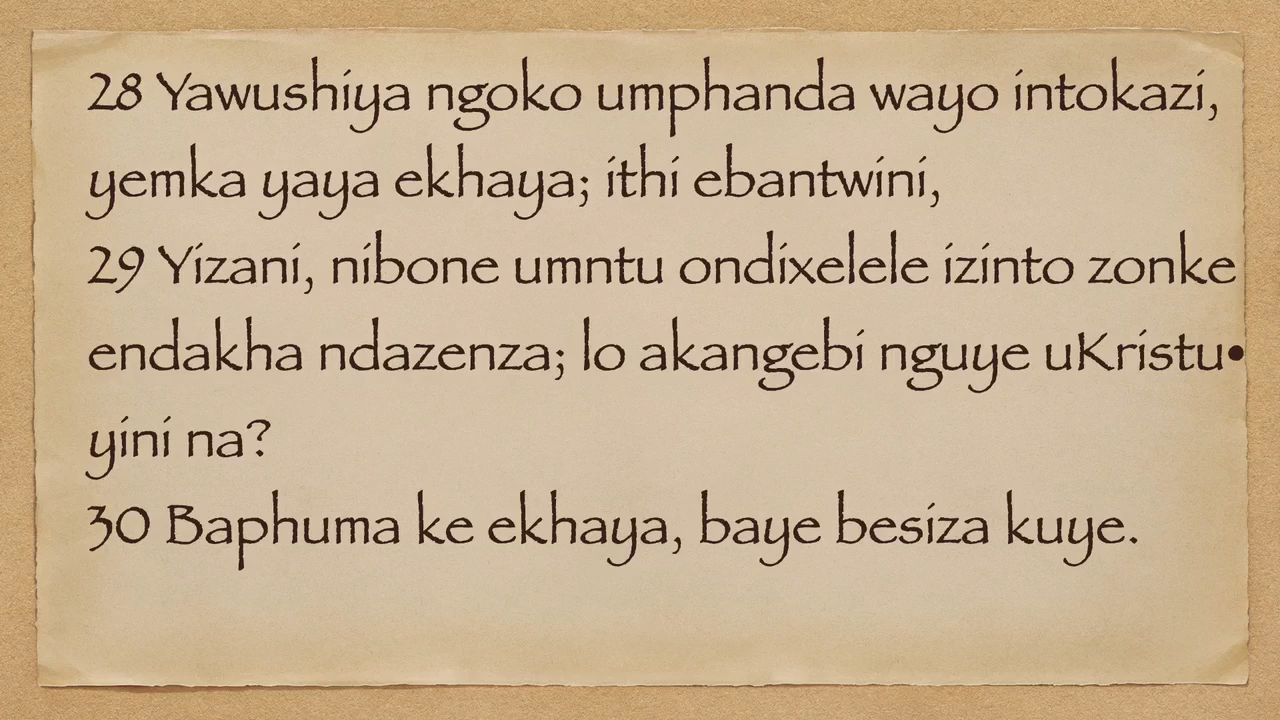 28 Yawushiya ngoko umphanda wayo intokazi,
yemka yaya ekhaya; ithi ebantwini,
29 Yizani, nibone umntu ondixelele izinto zonke
endakha ndazenza; lo akangebi nguye uKristu•
yini na?
30 Baphuma ke ekhaya, baye besiza kuye.